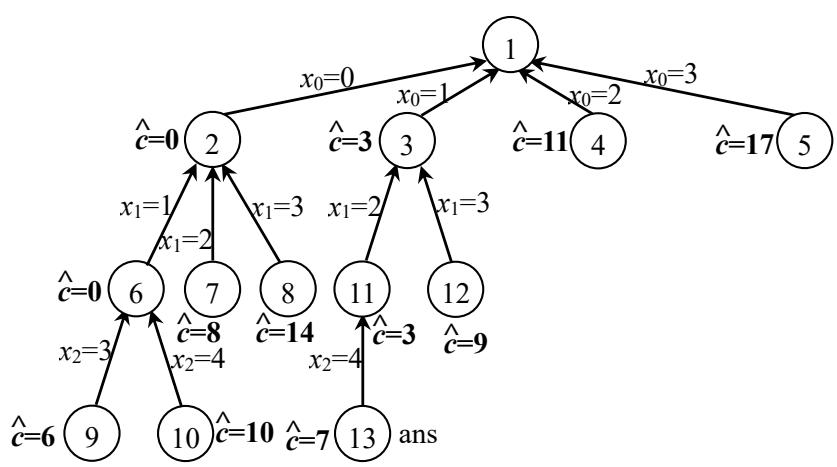 1
x₀=0
x₀=1
x₀=2
x₀=3
ĉ=0 2
ĉ=3 3
ĉ=11 4
ĉ=17 5
x₁=1
x₁=2
x₁=3
x₁=2
x₁=3
ĉ=0 6
7
8
11
12
ĉ=8
ĉ=14
ĉ=3
ĉ=9
x₂=3
x₂=4
x₂=4
ĉ=6 9
10 ĉ=10
ĉ=7 13 ans